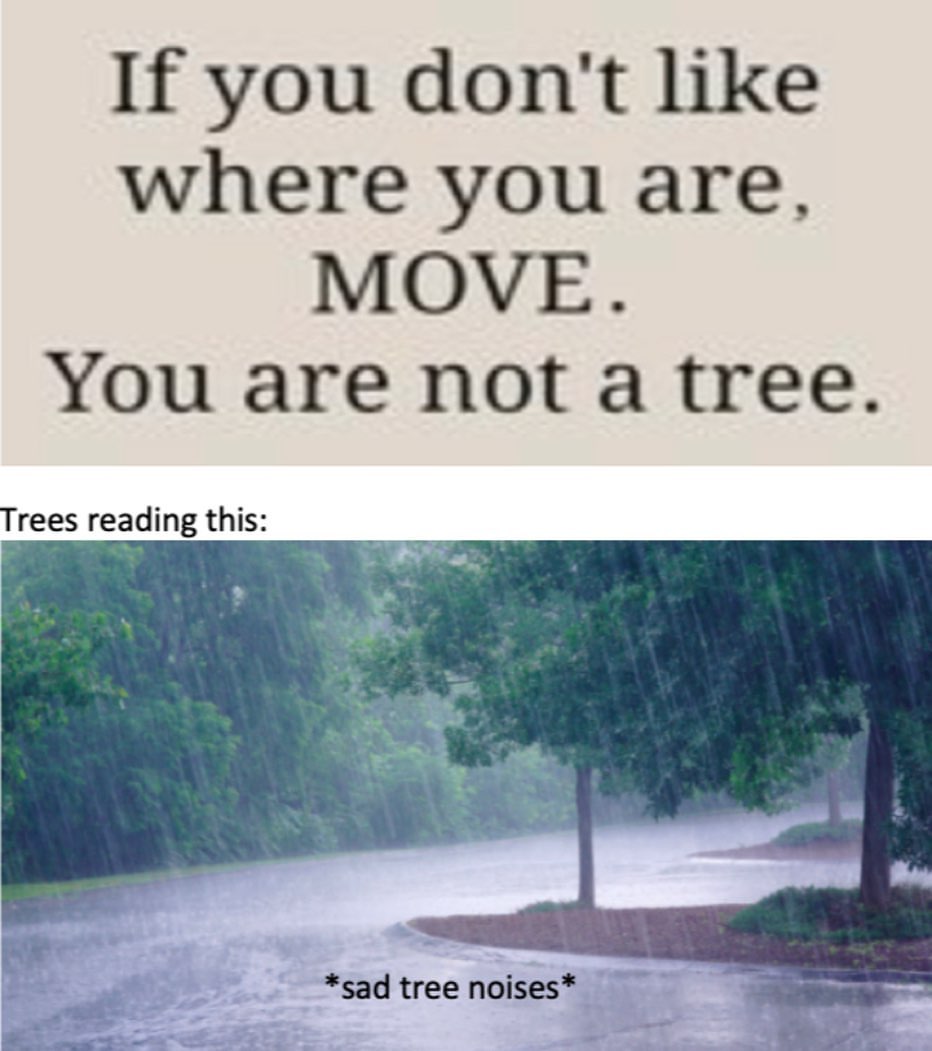 If you don't like
where you are,
MOVE.
You are not a tree.
Trees reading this:
*sad tree noises*